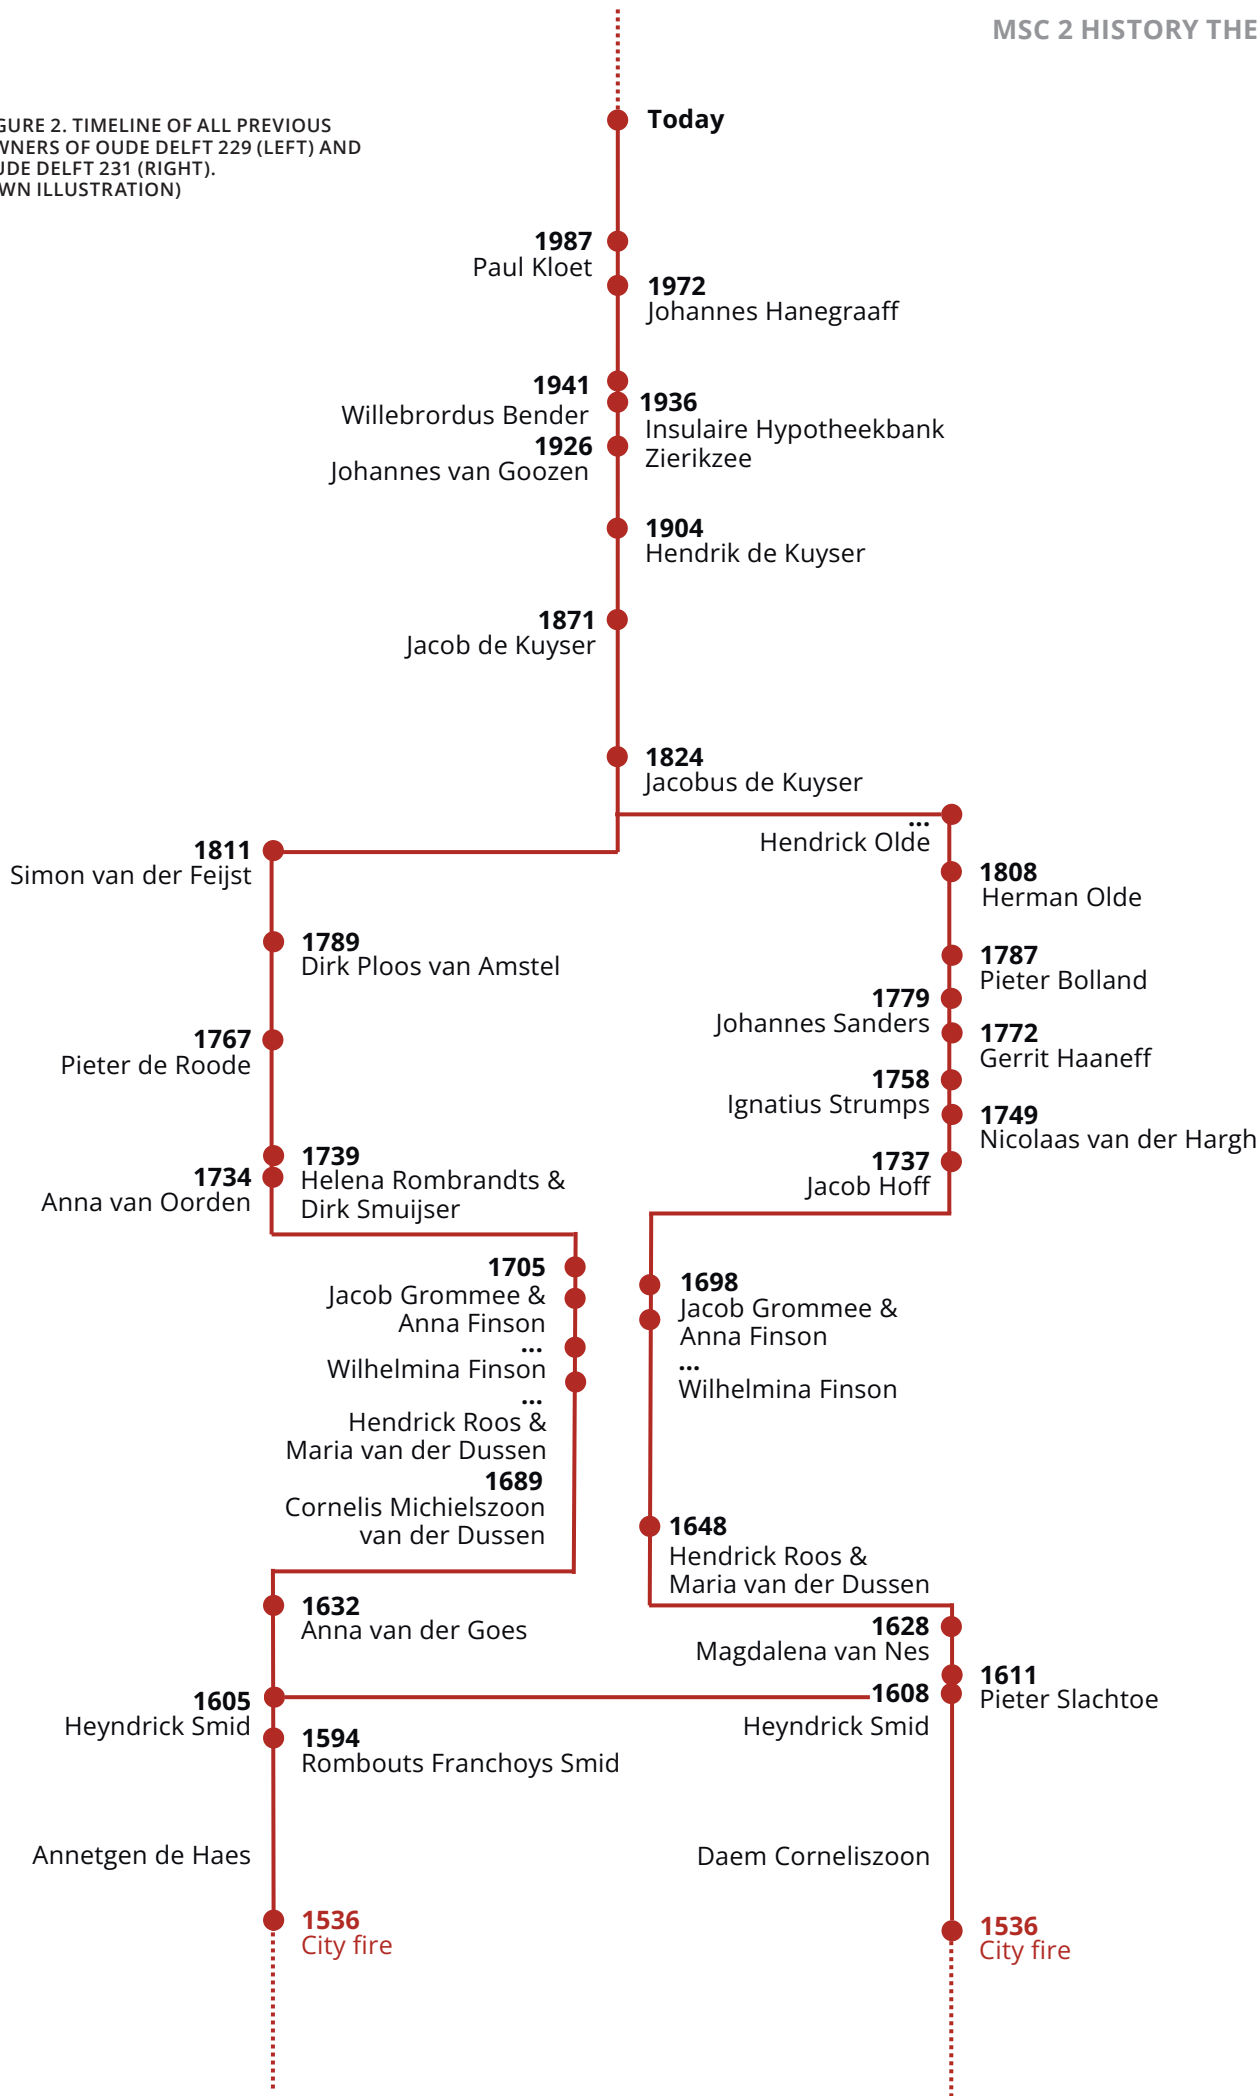 MSC 2 HISTORY THE
GURE 2. TIMELINE OF ALL PREVIOUS
WNERS OF OUDE DELFT 229 (LEFT) AND
UDE DELFT 231 (RIGHT).
WN ILLUSTRATION)
Today
1987
Paul Kloet
1972
Johannes Hanegraaff
1941
Willebrordus Bender
1936
Insulaire Hypotheekbank
Zierikzee
1926
Johannes van Goozen
1904
Hendrik de Kuyser
1871
Jacob de Kuyser
1824
Jacobus de Kuyser
...
Hendrick Olde
1811
Simon van der Feijst
1808
Herman Olde
1789
Dirk Ploos van Amstel
1787
Pieter Bolland
1779
Johannes Sanders
1767
Pieter de Roode
1772
Gerrit Haaneff
1758
Ignatius Strumps
1749
Nicolaas van der Hargh
1739
Helena Rombrandts &
Dirk Smuijser
1734
Anna van Oorden
1737
Jacob Hoff
1705
Jacob Grommee &
Anna Finson
...
Wilhelmina Finson
...
Hendrick Roos &
Maria van der Dussen
1689
Cornelis Michielszoon
van der Dussen
1698
Jacob Grommee &
Anna Finson
...
Wilhelmina Finson
1648
Hendrick Roos &
Maria van der Dussen
1632
Anna van der Goes
1628
Magdalena van Nes
1611
Pieter Slachtoe
1605
Heyndrick Smid
1608
Heyndrick Smid
1594
Rombouts Franchoys Smid
Annetgen de Haes
Daem Corneliszoon
1536
City fire
1536
City fire